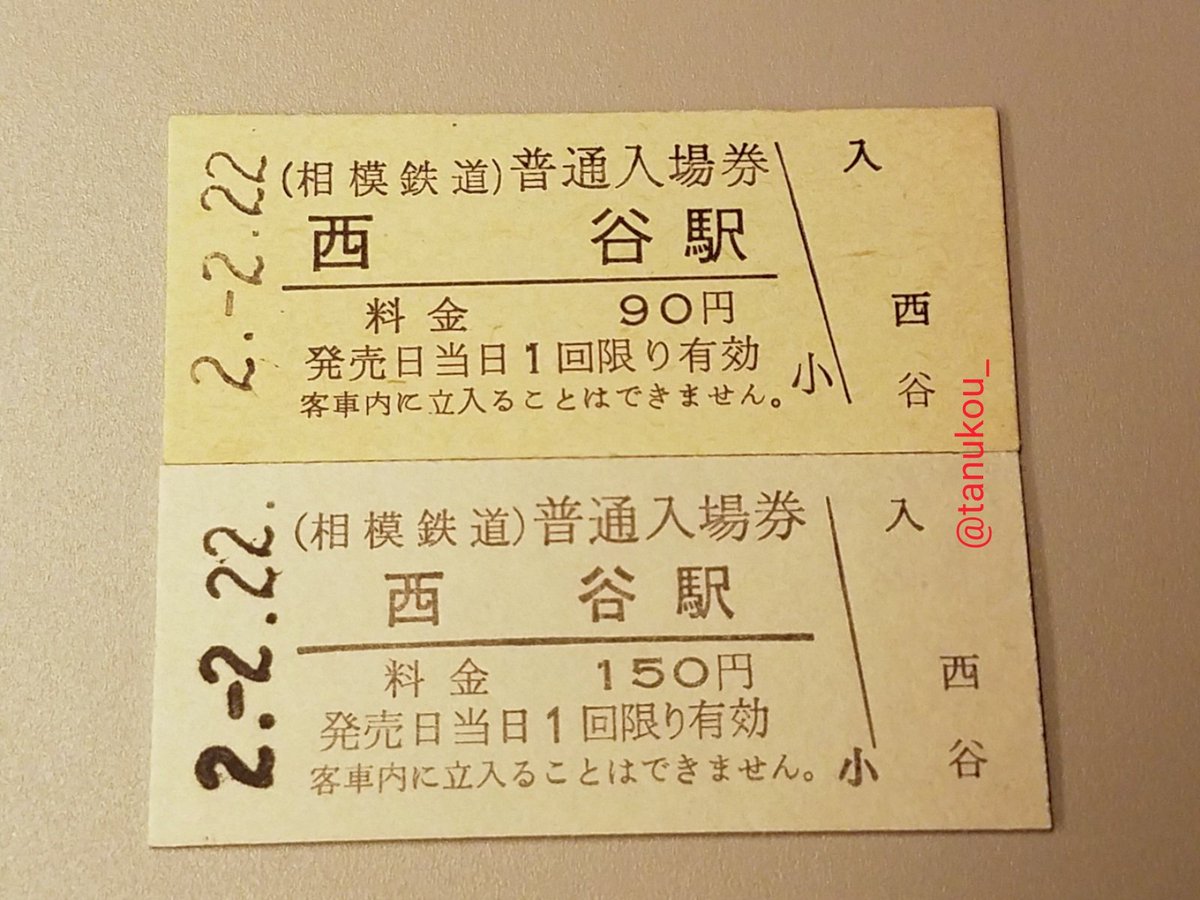 2.-2.22
(相模鉄道)普通入場券
西 谷駅
料金 90円
発売日当日1回限り有効
客車内に立入ることはできません。
小
入
西
谷
2.-2.22.
(相模鉄道)普通入場券
西 谷駅
料金 150円
発売日当日1回限り有効
客車内に立入ることはできません。
小
入
西
谷
@tanukou_